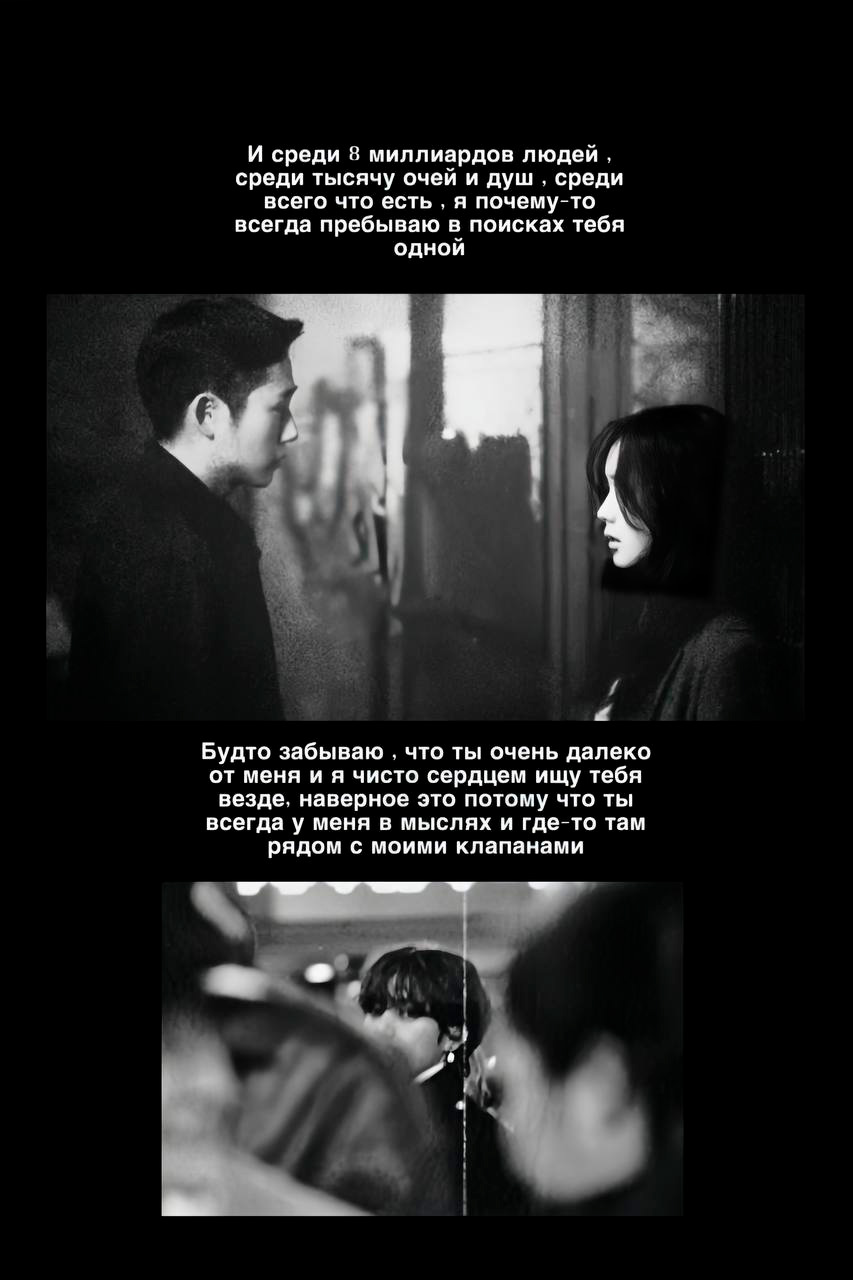 И среди 8 миллиардов людей ,
среди тысячу очей и душ , среди
всего что есть , я почему-то
всегда пребываю в поисках тебя
одной
Будто забываю , что ты очень далеко
от меня и я чисто сердцем ищу тебя
везде, наверное это потому что ты
всегда у меня в мыслях и где-то там
рядом с моими клапанами